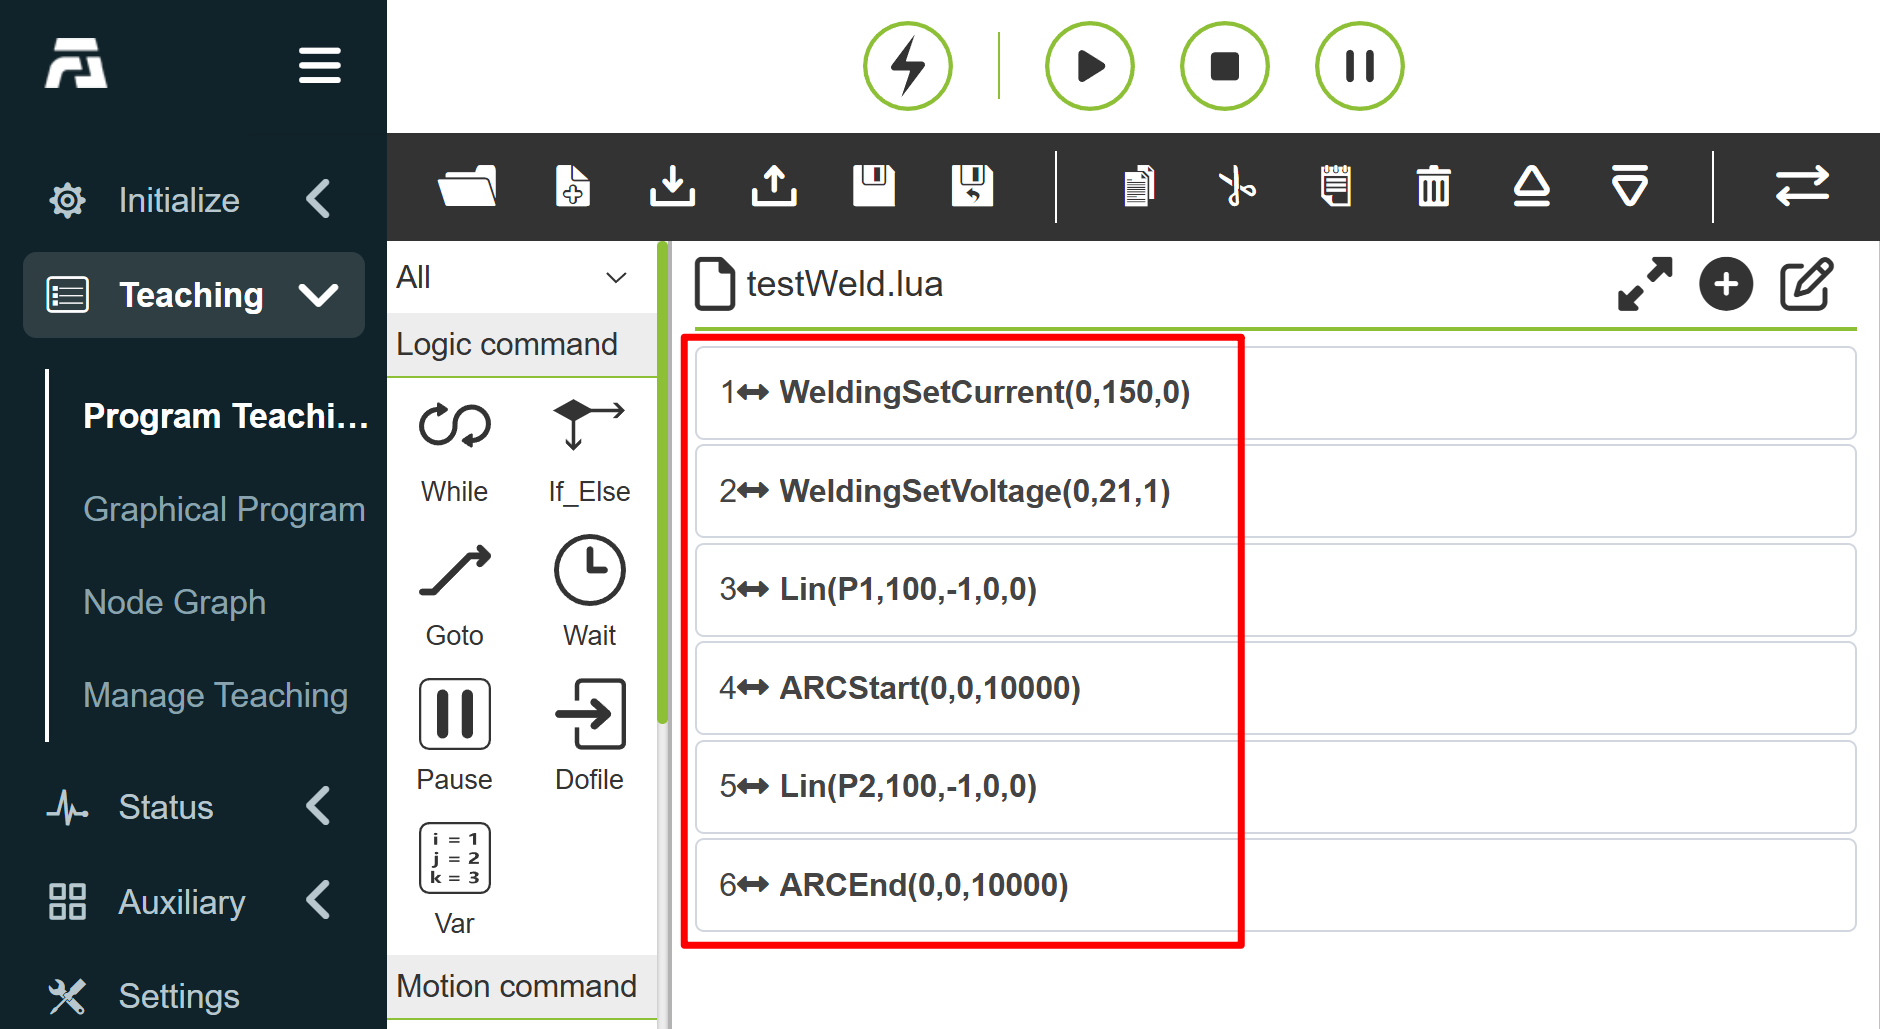 Initialize
Teaching
Program Teachi...
Graphical Program
Node Graph
Manage Teaching
Status
Auxiliary
Settings
All
Logic command
While
If_Else
Goto
Wait
Pause
Dofile
i = 1
j = 2
k = 3
Var
Motion command
testWeld.lua
1 WeldingSetCurrent(0,150,0)
2 WeldingSetVoltage(0,21,1)
3 Lin(P1,100,-1,0,0)
4 ARCStart(0,0,10000)
5 Lin(P2,100,-1,0,0)
6 ARCEnd(0,0,10000)